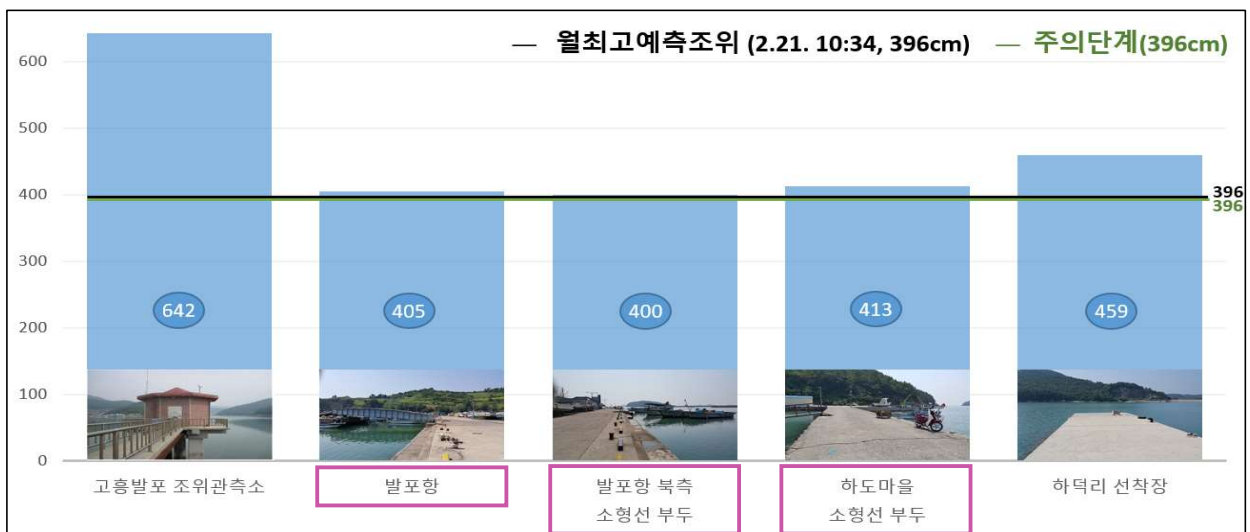 — 월최고예측조위 (2.21. 10:34, 396cm) — 주의단계(396cm)
600
500
400
300
200
100
0
396
396
642
405
400
413
459
고흥발포 조위관측소
발포항
발포항 북측
소형선 부두
하도마을
소형선 부두
하덕리 선착장